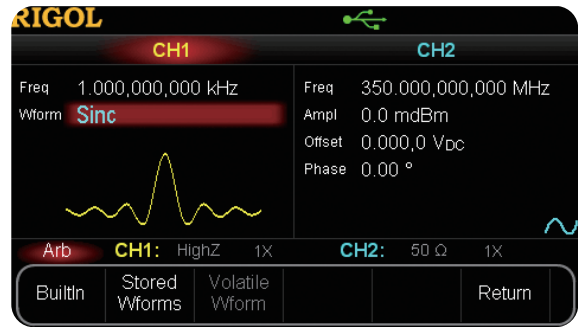 RIGOL
CH1
CH2
Freq 1.000,000,000 kHz
Wform Sinc
Freq 350.000,000,000 MHz
Ampl 0.0 mdBm
Offset 0.000,0 VDC
Phase 0.00 °
Arb CH1: HighZ 1X CH2: 50 Ω 1X
BuiltIn
Stored
Wforms
Volatile
Wform
Return